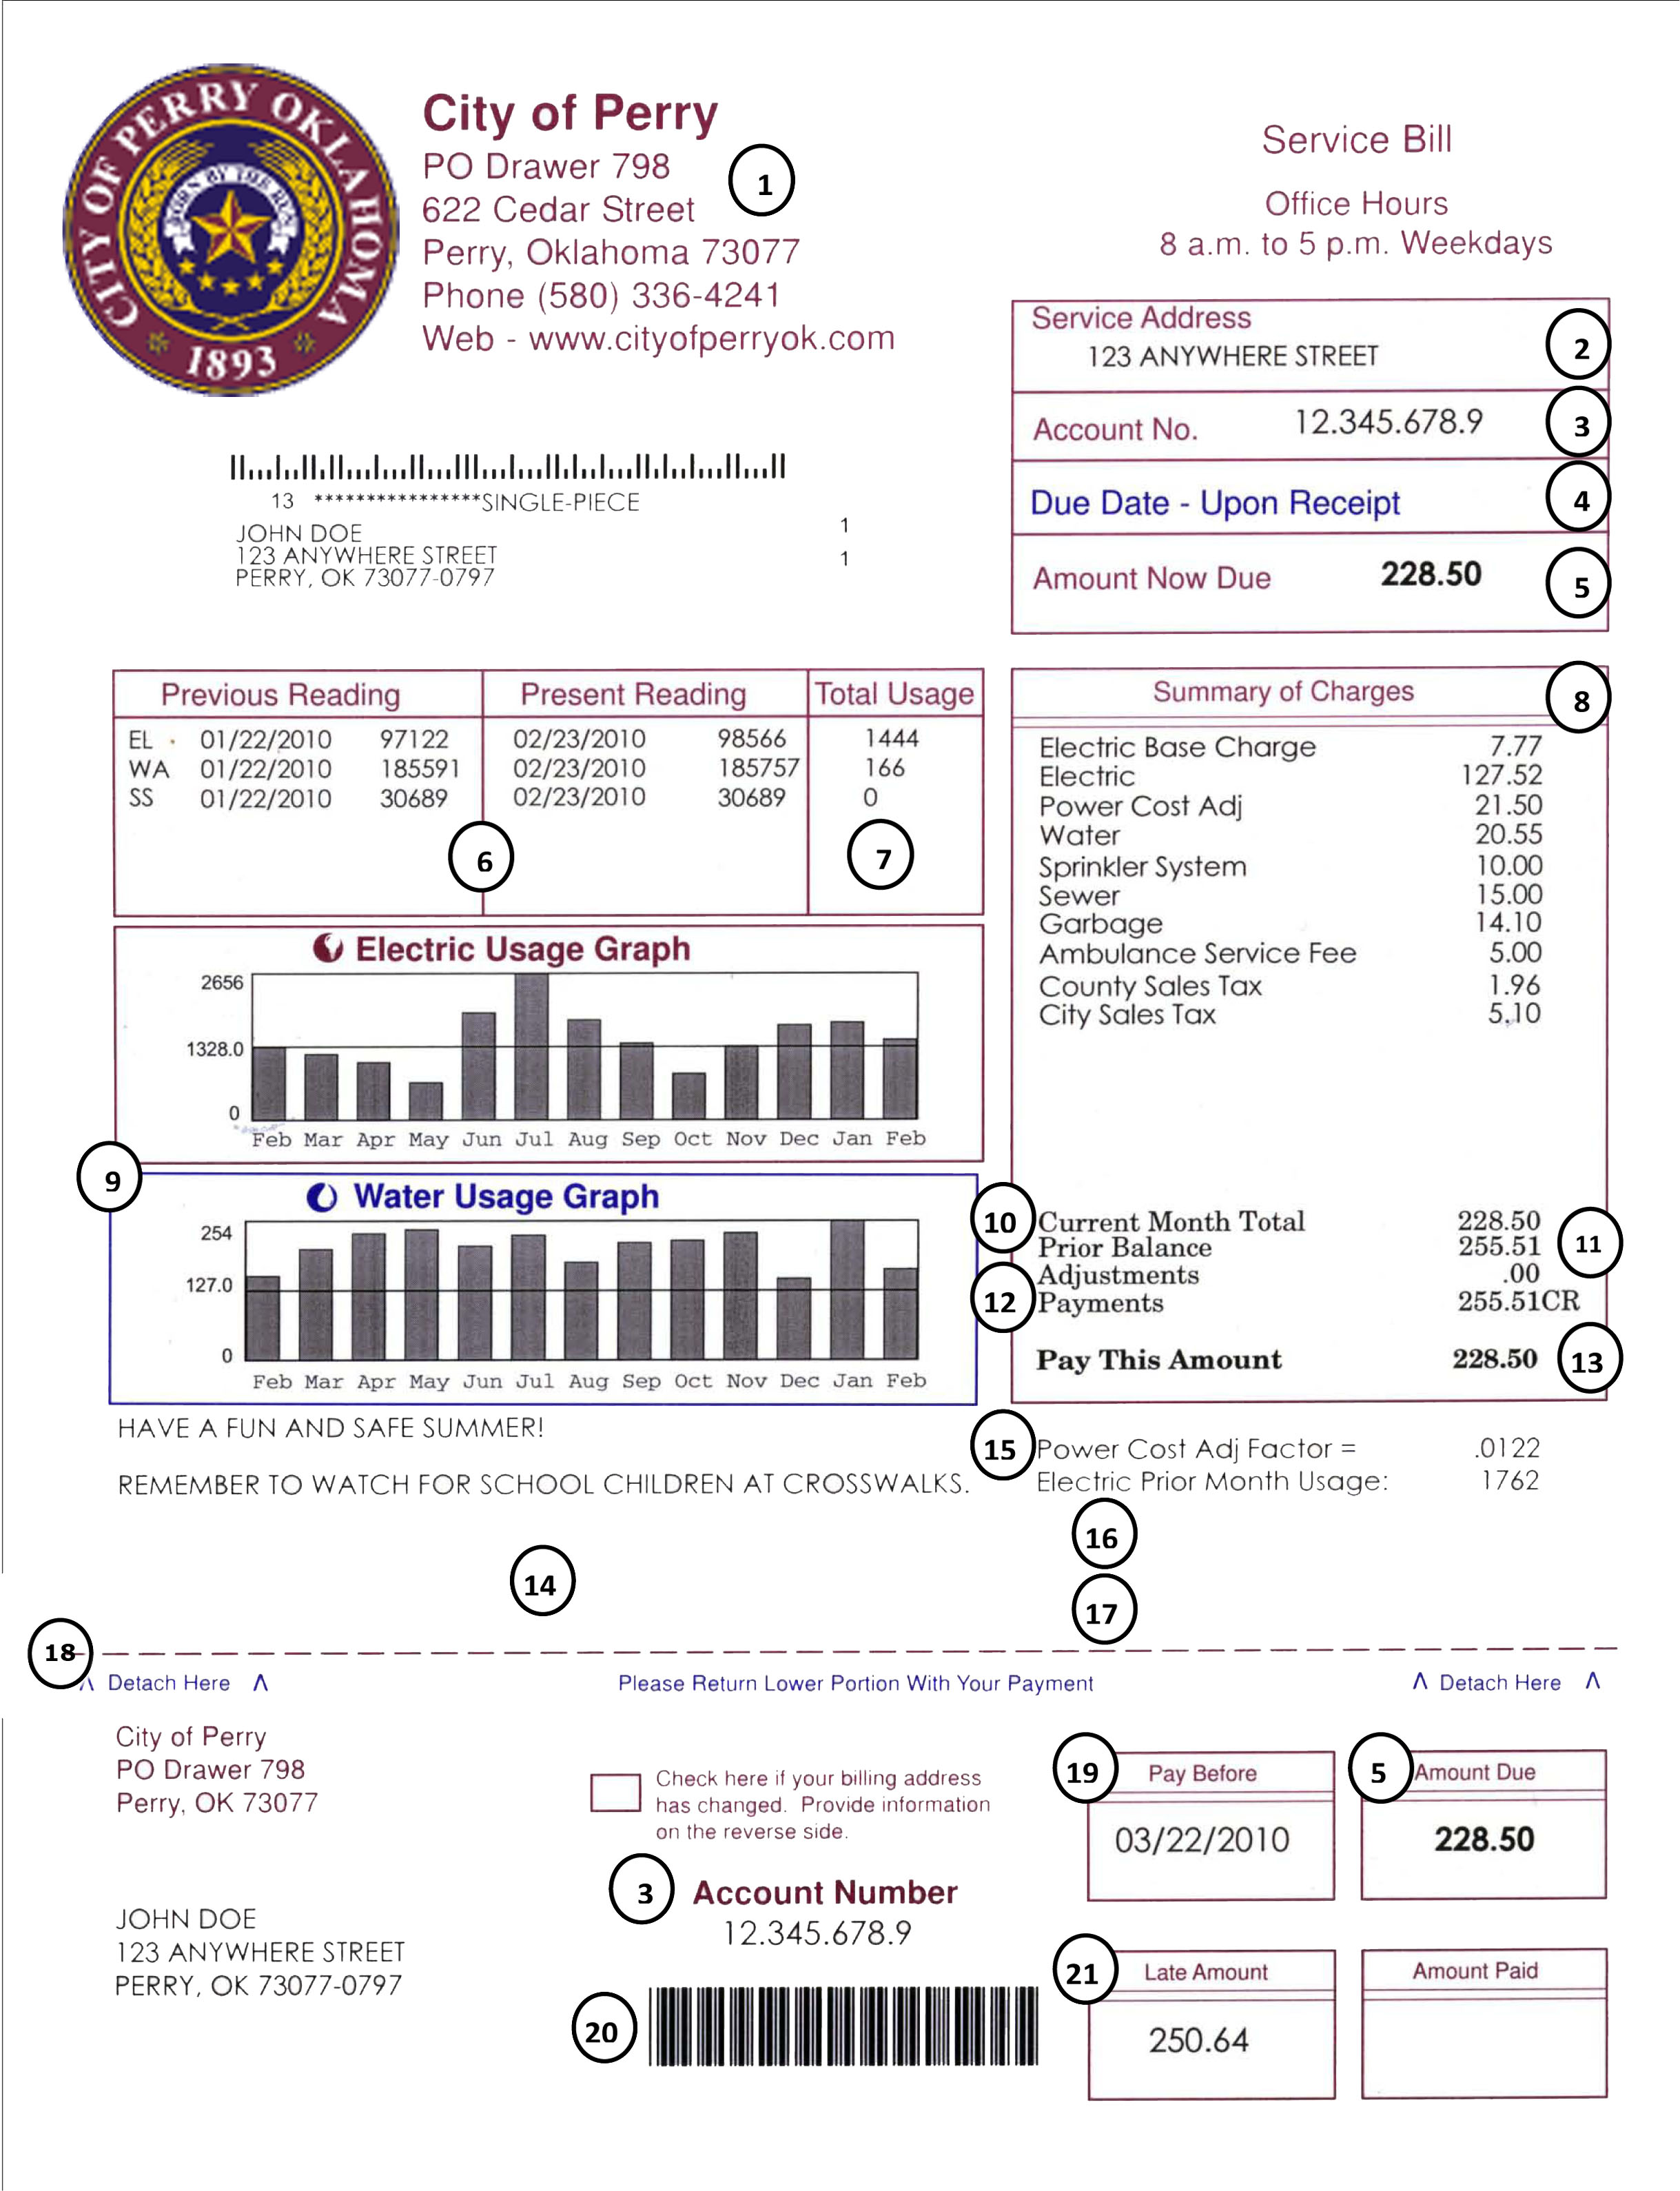 CITY OF PERRY OKLAHOMA
1893
City of Perry
PO Drawer 798
1
622 Cedar Street
Perry, Oklahoma 73077
Phone (580) 336-4241
Web - www.cityofperryok.com
Service Bill
Office Hours
8 a.m. to 5 p.m. Weekdays
Service Address
123 ANYWHERE STREET
2
Account No. 12.345.678.9 3
Due Date - Upon Receipt 4
Amount Now Due 228.50 5
13 ****************SINGLE-PIECE
JOHN DOE 1
123 ANYWHERE STREET 1
PERRY, OK 73077-0797
Previous Reading Present Reading Total Usage
EL 01/22/2010 97122 02/23/2010 98566 1444
WA 01/22/2010 185591 02/23/2010 185757 166
SS 01/22/2010 30689 02/23/2010 30689 0
6 7
Summary of Charges 8
Electric Base Charge 7.77
Electric 127.52
Power Cost Adj 21.50
Water 20.55
Sprinkler System 10.00
Sewer 15.00
Garbage 14.10
Ambulance Service Fee 5.00
County Sales Tax 1.96
City Sales Tax 5.10
Electric Usage Graph
2656
1328.0
0
Feb Mar Apr May Jun Jul Aug Sep Oct Nov Dec Jan Feb
9
Water Usage Graph
254
127.0
0
Feb Mar Apr May Jun Jul Aug Sep Oct Nov Dec Jan Feb
10 Current Month Total 228.50
Prior Balance 255.51 11
Adjustments .00
12 Payments 255.51CR
Pay This Amount 228.50 13
HAVE A FUN AND SAFE SUMMER!
REMEMBER TO WATCH FOR SCHOOL CHILDREN AT CROSSWALKS.
15 Power Cost Adj Factor = .0122
Electric Prior Month Usage: 1762
16
14
17
18
Λ Detach Here Λ Please Return Lower Portion With Your Payment Λ Detach Here Λ
City of Perry
PO Drawer 798
Perry, OK 73077
Check here if your billing address
has changed. Provide information
on the reverse side.
19 Pay Before
03/22/2010
5 Amount Due
228.50
3 Account Number
12.345.678.9
JOHN DOE
123 ANYWHERE STREET
PERRY, OK 73077-0797
20
21 Late Amount
250.64
Amount Paid